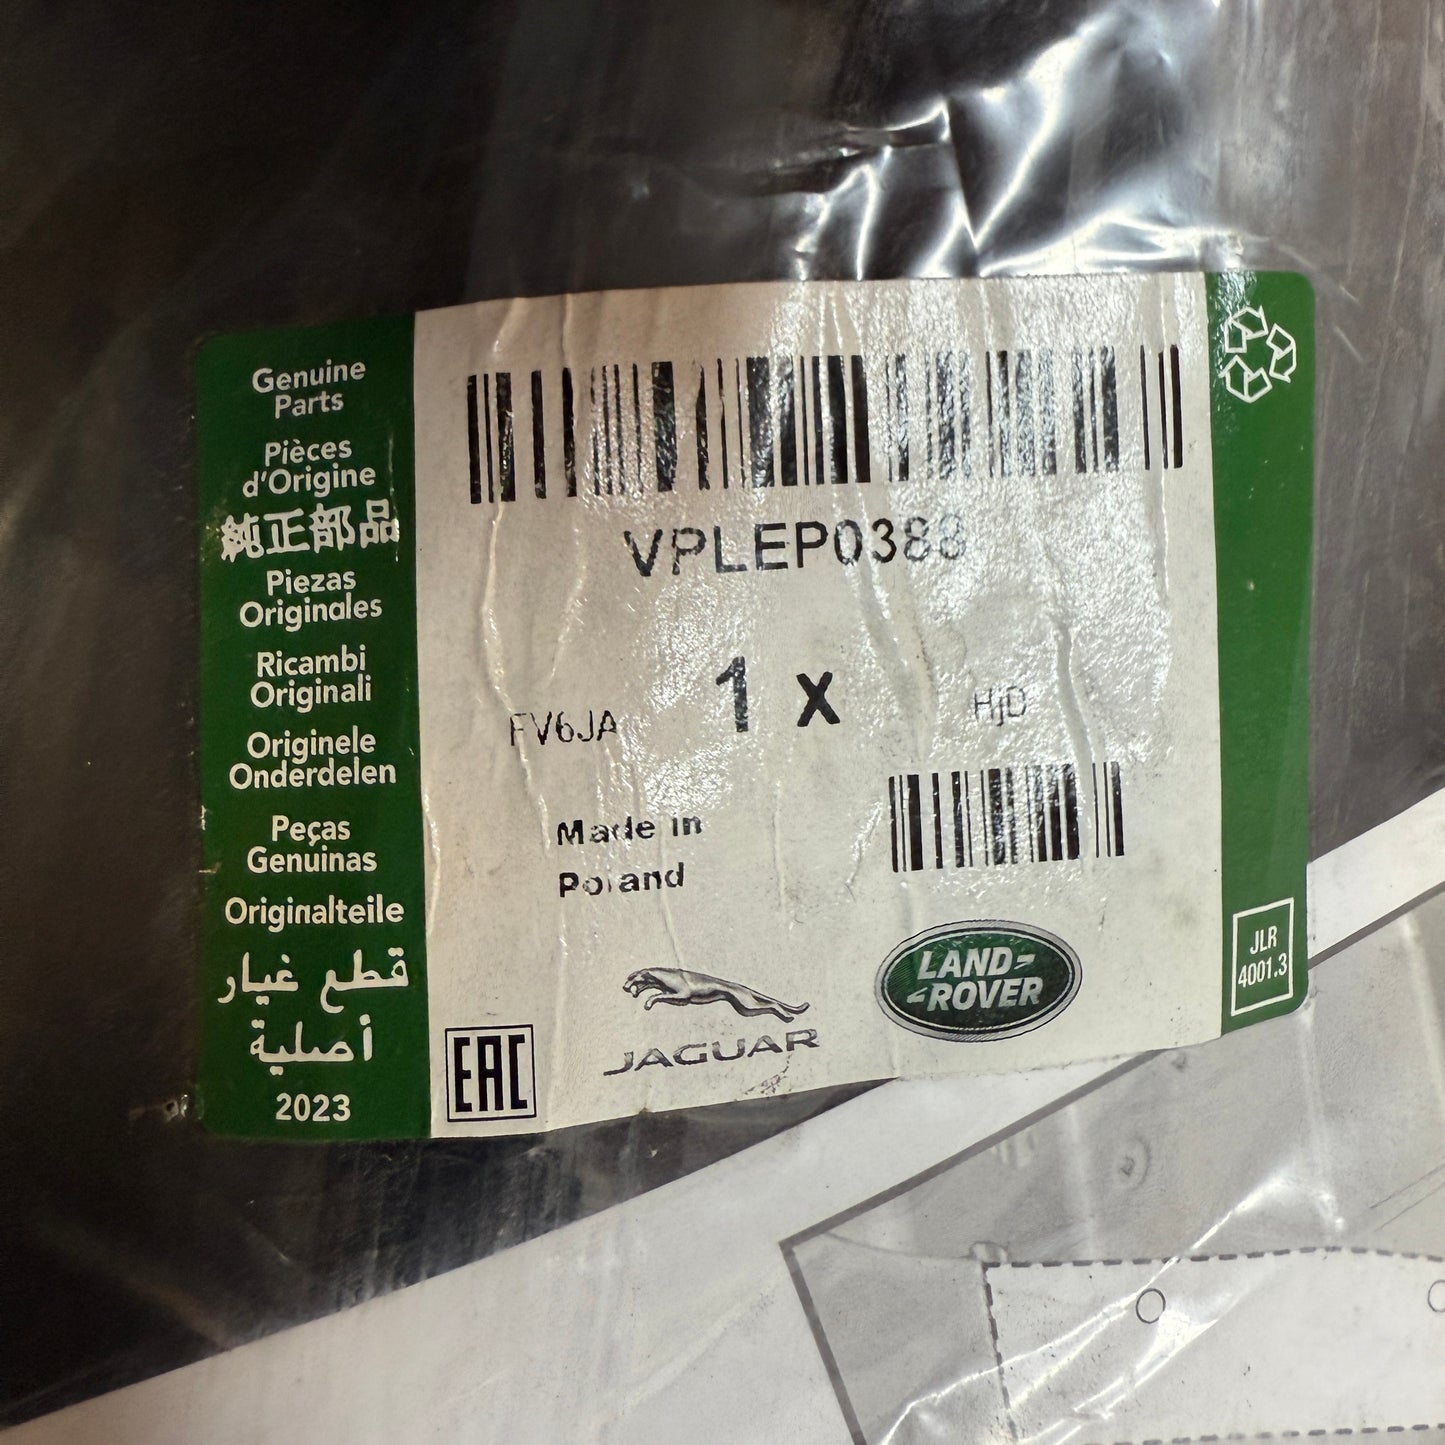 Genuine
Parts
Pièces
d'Origine
純正部品
Piezas
Originales
Ricambi
Originali
Originele
Onderdelen
Peças
Genuinas
Originalteile
قطع غيار
أصلية
2023
VPLEP0388
1 x
FV6JA
HjD
Made in
Poland
EAC
JAGUAR
LAND-
-ROVER
JLR
4001.3